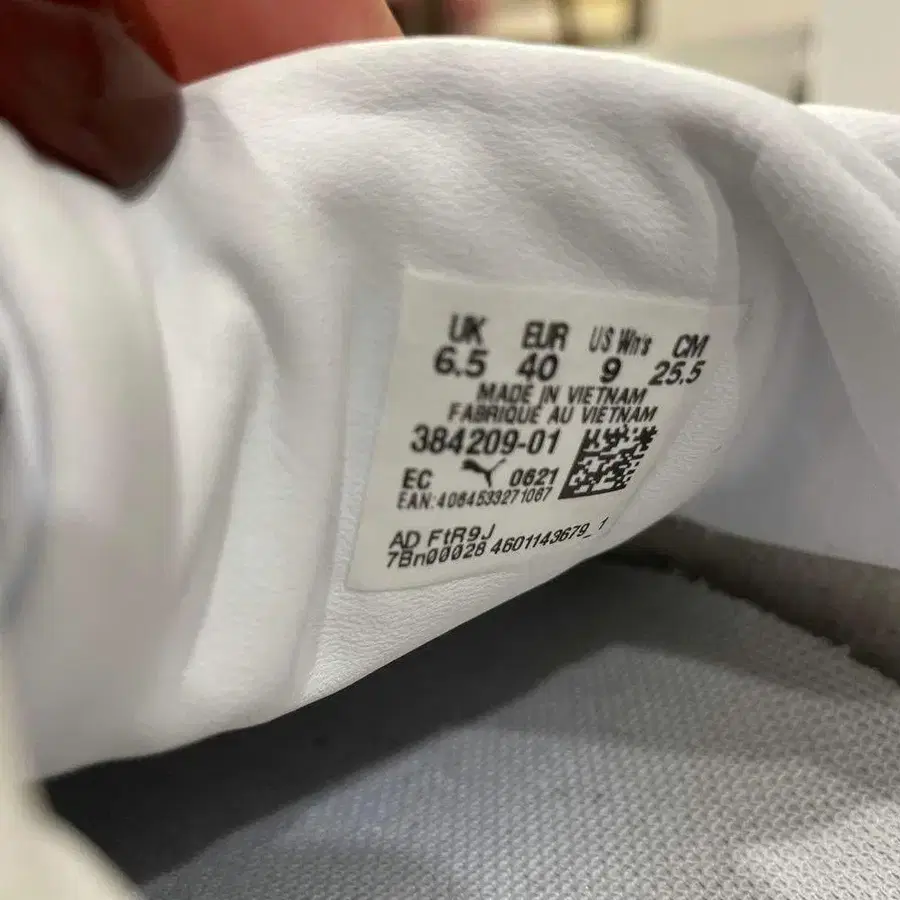 UK EUR US Wn's CM
6.5 40 9 25.5
MADE IN VIETNAM
FABRIQUÉ AU VIETNAM
384209-01
EC 0621
EAN:4064533271067
AD FtR9J
7Bn00028 4601143679_1